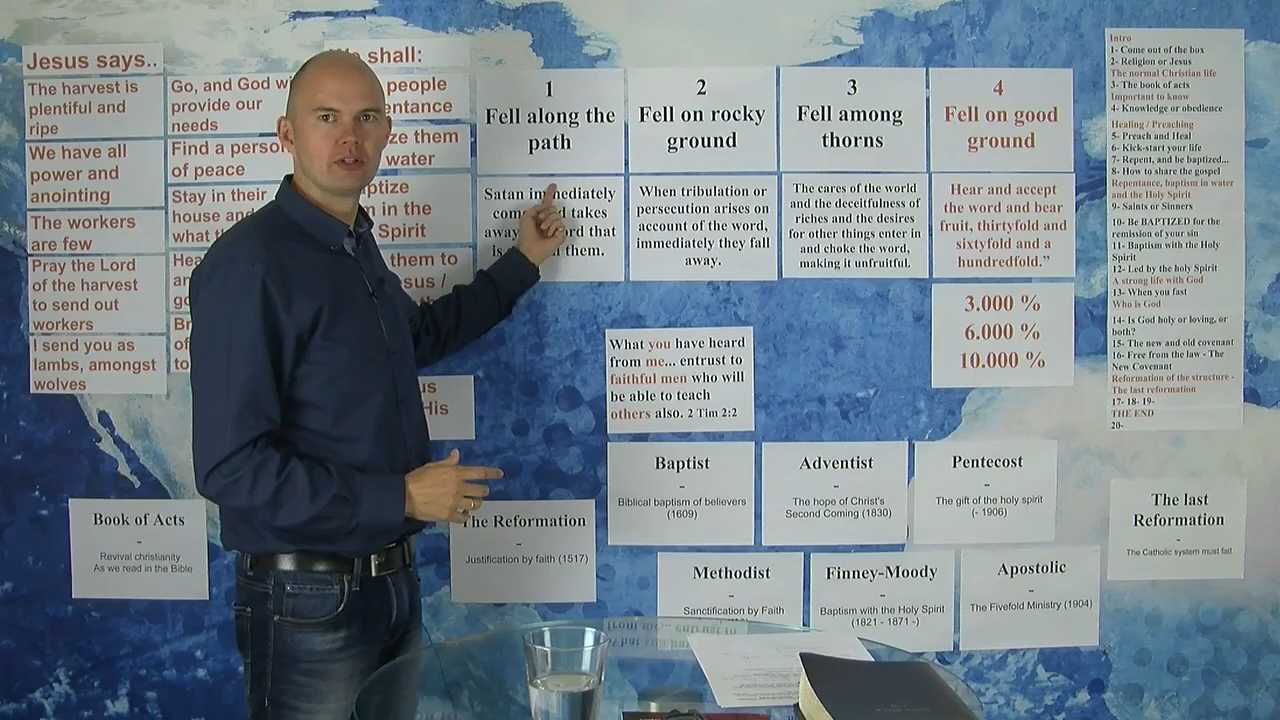 Jesus says..
The harvest is
plentiful and
ripe
We have all
power and
anointing
The workers
are few
Pray the Lord
of the harvest
to send out
workers
I send you as
lambs, amongst
wolves
Go, and God
provide our
needs
Find a person
of peace
Stay in their
house and
what
shall:
people
water
in the
Spirit
them to
His
1
Fell along the
path
Satan immediately
takes
away
that
them.
2
Fell on rocky
ground
When tribulation or
persecution arises on
account of the word,
immediately they fall
away.
3
Fell among
thorns
The cares of the world
and the deceitfulness of
riches and the desires
for other things enter in
and choke the word,
making it unfruitful.
4
Fell on good
ground
Hear and accept
the word and bear
fruit, thirtyfold and
sixtyfold and a
hundredfold.”
3.000 %
6.000 %
10.000 %
What you have heard
from me... entrust to
faithful men who will
be able to teach
others also. 2 Tim 2:2
Intro
1- Come out of the box
2- Religion or Jesus
The normal Christian life
3- The book of acts
Important to know
4- Knowledge or obedience
Healing / Preaching
5- Preach and Heal
6- Kick-start your life
7- Repent, and be baptized...
8- How to share the gospel
Repentance, baptism in water
and the Holy Spirit
9- Saints or Sinners
10- Be BAPTIZED for the
remission of your sin
11- Baptism with the Holy
Spirit
12- Led by the holy Spirit
A strong life with God
13- When you fast
Who is God
14- Is God holy or loving, or
both?
15- The new and old covenant
16- Free from the law - The
New Covenant
Reformation of the structure -
The last reformation
17- 18- 19-
THE END
20-
Book of Acts
-
Revival christianity
As we read in the Bible
The Reformation
-
Justification by faith (1517)
Baptist
-
Biblical baptism of believers
(1609)
Adventist
-
The hope of Christ's
Second Coming (1830)
Pentecost
-
The gift of the holy spirit
(- 1906)
Methodist
-
Sanctification by Faith
Finney-Moody
-
Baptism with the Holy Spirit
(1821 - 1871 -)
Apostolic
-
The Fivefold Ministry (1904)
The last
Reformation
-
The Catholic system must fall